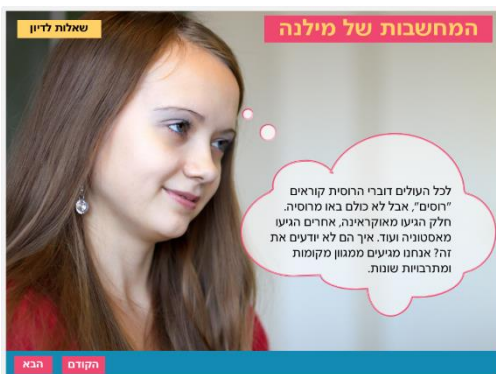 המחשבות של מילנה
שאלות לדיון
לכל העולים דוברי הרוסית קוראים
"רוסים", אבל לא כולם באו מרוסיה.
חלק הגיעו מאוקראינה, אחרים הגיעו
מאסטוניה ועוד. איך הם לא יודעים את
זה? אנחנו מגיעים ממגוון מקומות
ומתרבויות שונות.
הקודם
הבא